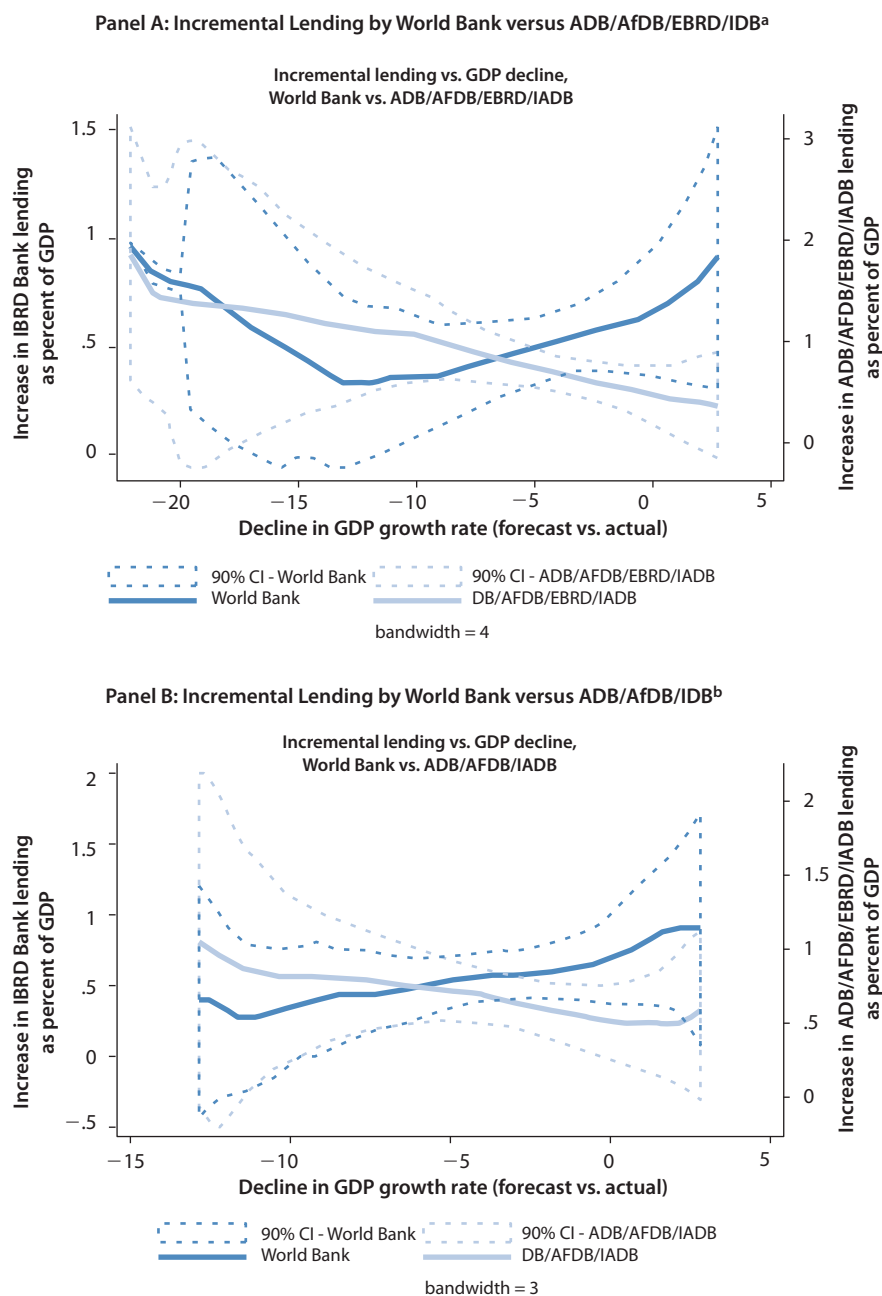 Panel A: Incremental Lending by World Bank versus ADB/AfDB/EBRD/IDBa
Incremental lending vs. GDP decline,
World Bank vs. ADB/AFDB/EBRD/IADB
Increase in IBRD Bank lending
as percent of GDP
1.5
1
.5
0
3
2
1
0
Increase in ADB/AFDB/EBRD/IADB lending
as percent of GDP
−20
−15
−10
−5
0
5
Decline in GDP growth rate (forecast vs. actual)
90% CI - World Bank
90% CI - ADB/AFDB/EBRD/IADB
World Bank
DB/AFDB/EBRD/IADB
bandwidth = 4
Panel B: Incremental Lending by World Bank versus ADB/AfDB/IDBb
Incremental lending vs. GDP decline,
World Bank vs. ADB/AFDB/IADB
Increase in IBRD Bank lending
as percent of GDP
2
1.5
1
.5
0
−.5
2
1.5
1
.5
0
Increase in ADB/AFDB/EBRD/IADB lending
as percent of GDP
−15
−10
−5
0
5
Decline in GDP growth rate (forecast vs. actual)
90% CI - World Bank
90% CI - ADB/AFDB/IADB
World Bank
DB/AFDB/IADB
bandwidth = 3